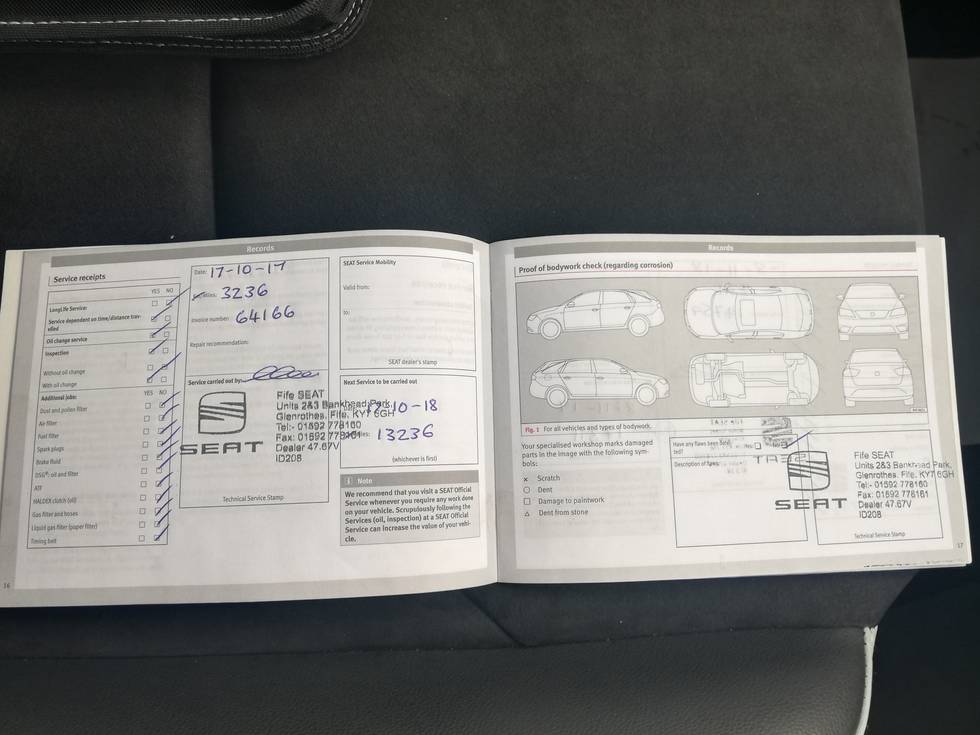 Records
Service receipts
YES NO
LongLife Service:
Service dependent on time/distance trav-
elled
Oil change service
Inspection
Without oil change
With oil change
Additional jobs:
YES NO
Dust and pollen filter
Air filter
Fuel filter
Spark plugs
Brake fluid
DSG®: oil and filter
ATF
HALDEX clutch (oil)
Gas filter and hoses
Liquid gas filter (paper filter)
Timing belt
16
Date: 17-10-17
3236
Invoice number: 64166
Repair recommendation:
Service carried out by:
SEAT
Fife SEAT
Units 2&3 Bankhead Park,
Glenrothes. Fife. KY7 6GH
Tel:- 01592 778160
Fax: 01592 778161
Dealer 47.67V
ID208
Technical Service Stamp
SEAT Service Mobility
Valid from:
to:
SEAT dealer's stamp
Next Service to be carried out
10-18
13236
(whichever is first)
i Note
We recommend that you visit a SEAT Official
Service whenever you require any work done
on your vehicle. Scrupulously following the
Services (oil, inspection) at a SEAT Official
Service can increase the value of your vehi-
cle.
Records
Proof of bodywork check (regarding corrosion)
Fig. 1 For all vehicles and types of bodywork.
Your specialised workshop marks damaged
parts in the image with the following sym-
bols:
x Scratch
○ Dent
□ Damage to paintwork
△ Dent from stone
Have any flaws been detec-
ted?
Description of flaws:
SEAT
Fife SEAT
Units 2&3 Bankhead Park,
Glenrothes. Fife. KY7 6GH
Tel:- 01592 778160
Fax: 01592 778161
Dealer 47.67V
ID208
Technical Service Stamp
17